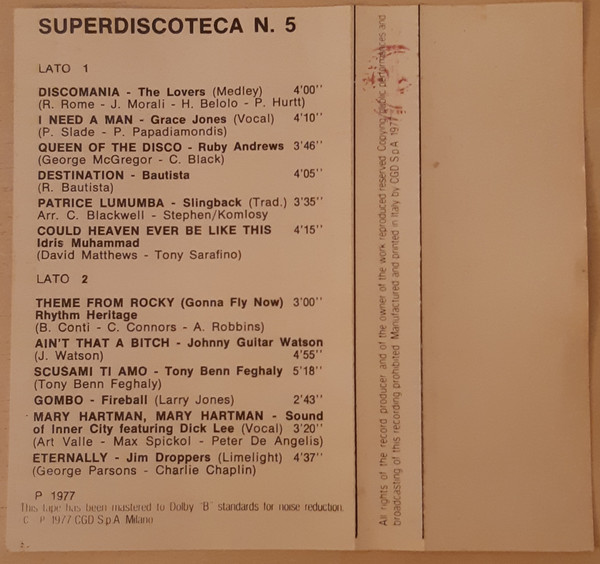 SUPERDISCOTECA N. 5
LATO 1
DISCOMANIA - The Lovers (Medley) 4'00''
(R. Rome - J. Morali - H. Belolo - P. Hurtt)
I NEED A MAN - Grace Jones (Vocal) 4'10''
(P. Slade - P. Papadiamondis)
QUEEN OF THE DISCO - Ruby Andrews 3'46''
(George McGregor - C. Black)
DESTINATION - Bautista 4'05''
(R. Bautista)
PATRICE LUMUMBA - Slingback (Trad.) 3'35''
Arr. C. Blackwell - Stephen/Komlosy
COULD HEAVEN EVER BE LIKE THIS 4'15''
Idris Muhammad
(David Matthews - Tony Sarafino)
LATO 2
THEME FROM ROCKY (Gonna Fly Now) 3'00''
Rhythm Heritage
(B. Conti - C. Connors - A. Robbins)
AIN'T THAT A BITCH - Johnny Guitar Watson
(J. Watson) 4'55''
SCUSAMI TI AMO - Tony Benn Feghaly 5'18''
(Tony Benn Feghaly)
GOMBO - Fireball (Larry Jones) 2'43''
MARY HARTMAN, MARY HARTMAN - Sound
of Inner City featuring Dick Lee (Vocal) 3'20''
(Art Valle - Max Spickol - Peter De Angelis)
ETERNALLY - Jim Droppers (Limelight) 4'37''
(George Parsons - Charlie Chaplin)
P 1977
This tape has been mastered to Dolby "B" standards for noise reduction.
C P 1977 CGD S.p.A. Milano
All rights of the record producer and of the owner of the work reproduced reserved. Copying, public performances and
broadcasting of this recording prohibited. Manufactured and printed in Italy by CGD S.p.A. 1977